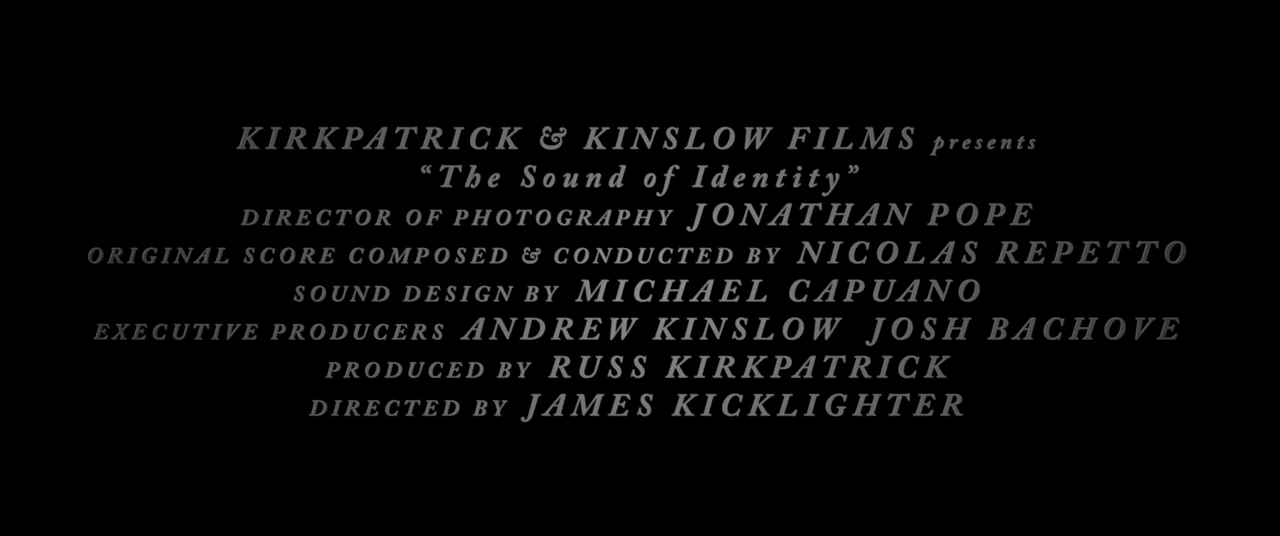 KIRKPATRICK & KINSLOW FILMS presents
“The Sound of Identity”
DIRECTOR OF PHOTOGRAPHY JONATHAN POPE
ORIGINAL SCORE COMPOSED & CONDUCTED BY NICOLAS REPETTO
SOUND DESIGN BY MICHAEL CAPUANO
EXECUTIVE PRODUCERS ANDREW KINSLOW JOSH BACHOVE
PRODUCED BY RUSS KIRKPATRICK
DIRECTED BY JAMES KICKLIGHTER